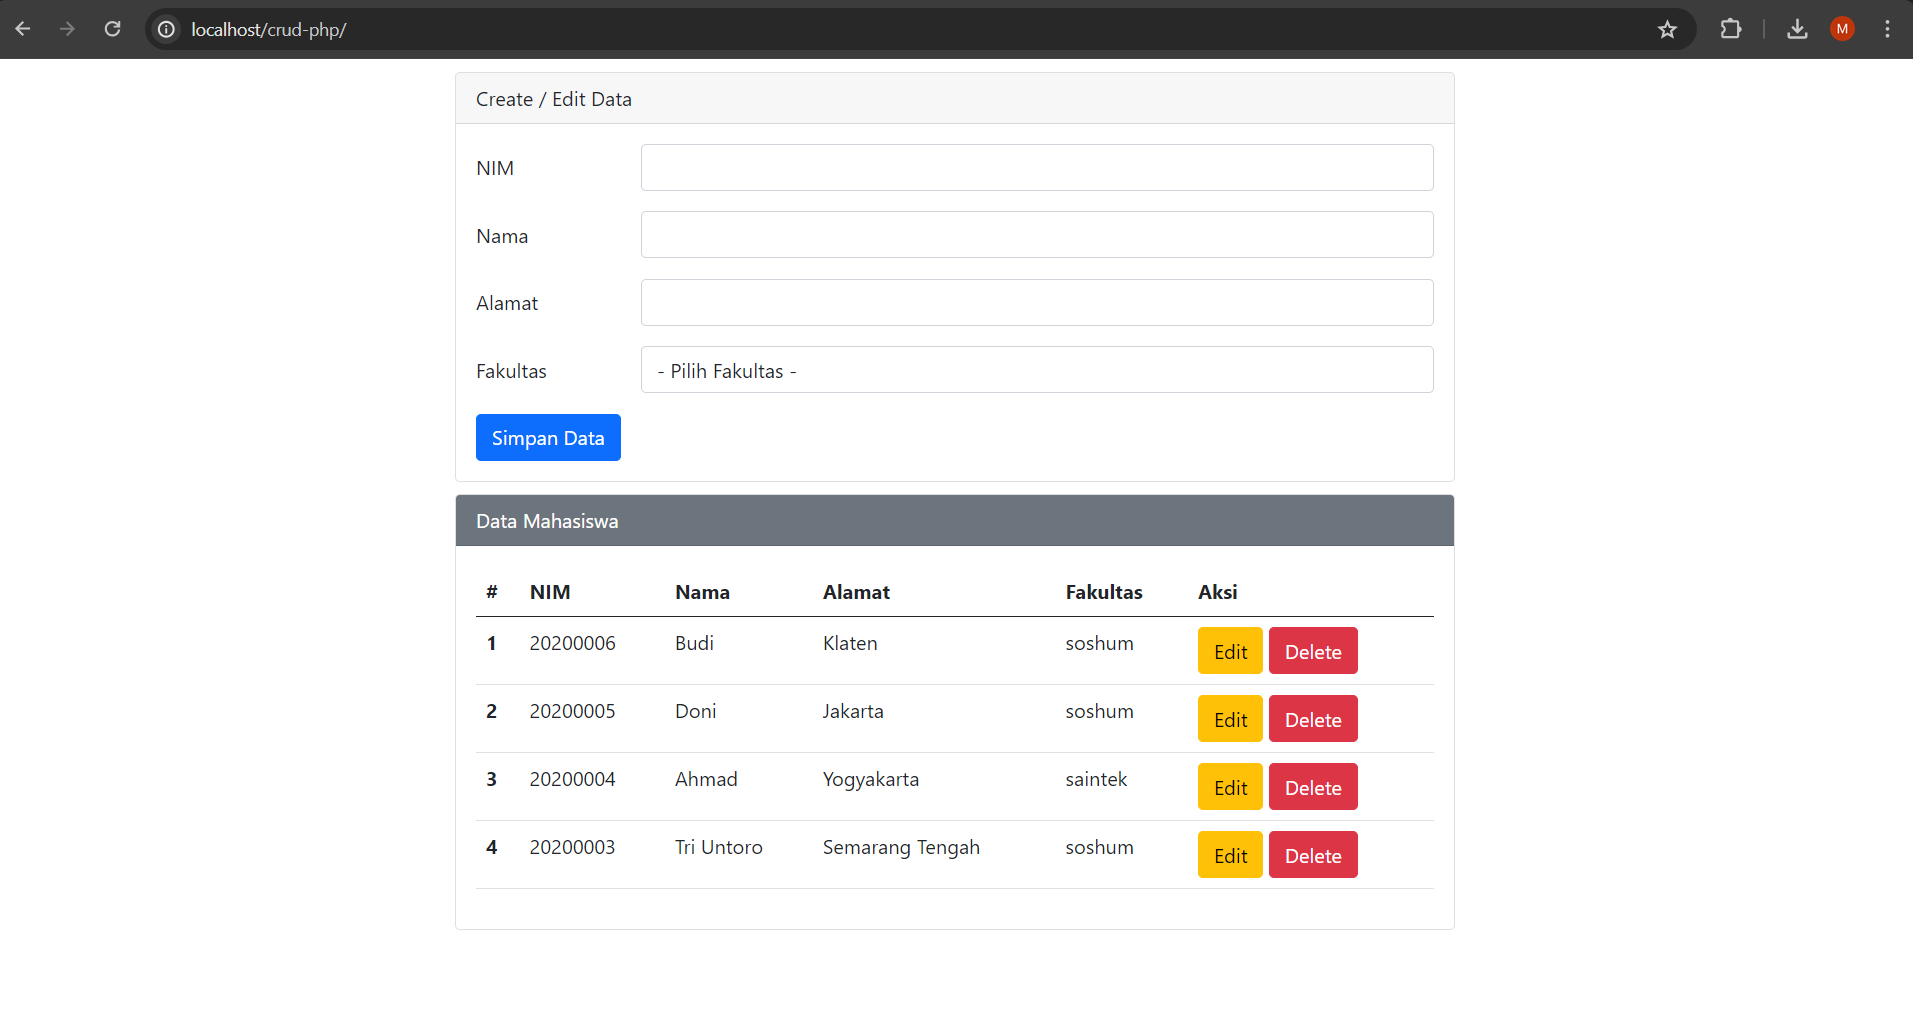 localhost/crud-php/
M
Create / Edit Data
NIM
Nama
Alamat
Fakultas - Pilih Fakultas -
Simpan Data
Data Mahasiswa
# NIM Nama Alamat Fakultas Aksi
1 20200006 Budi Klaten soshum Edit Delete
2 20200005 Doni Jakarta soshum Edit Delete
3 20200004 Ahmad Yogyakarta saintek Edit Delete
4 20200003 Tri Untoro Semarang Tengah soshum Edit Delete